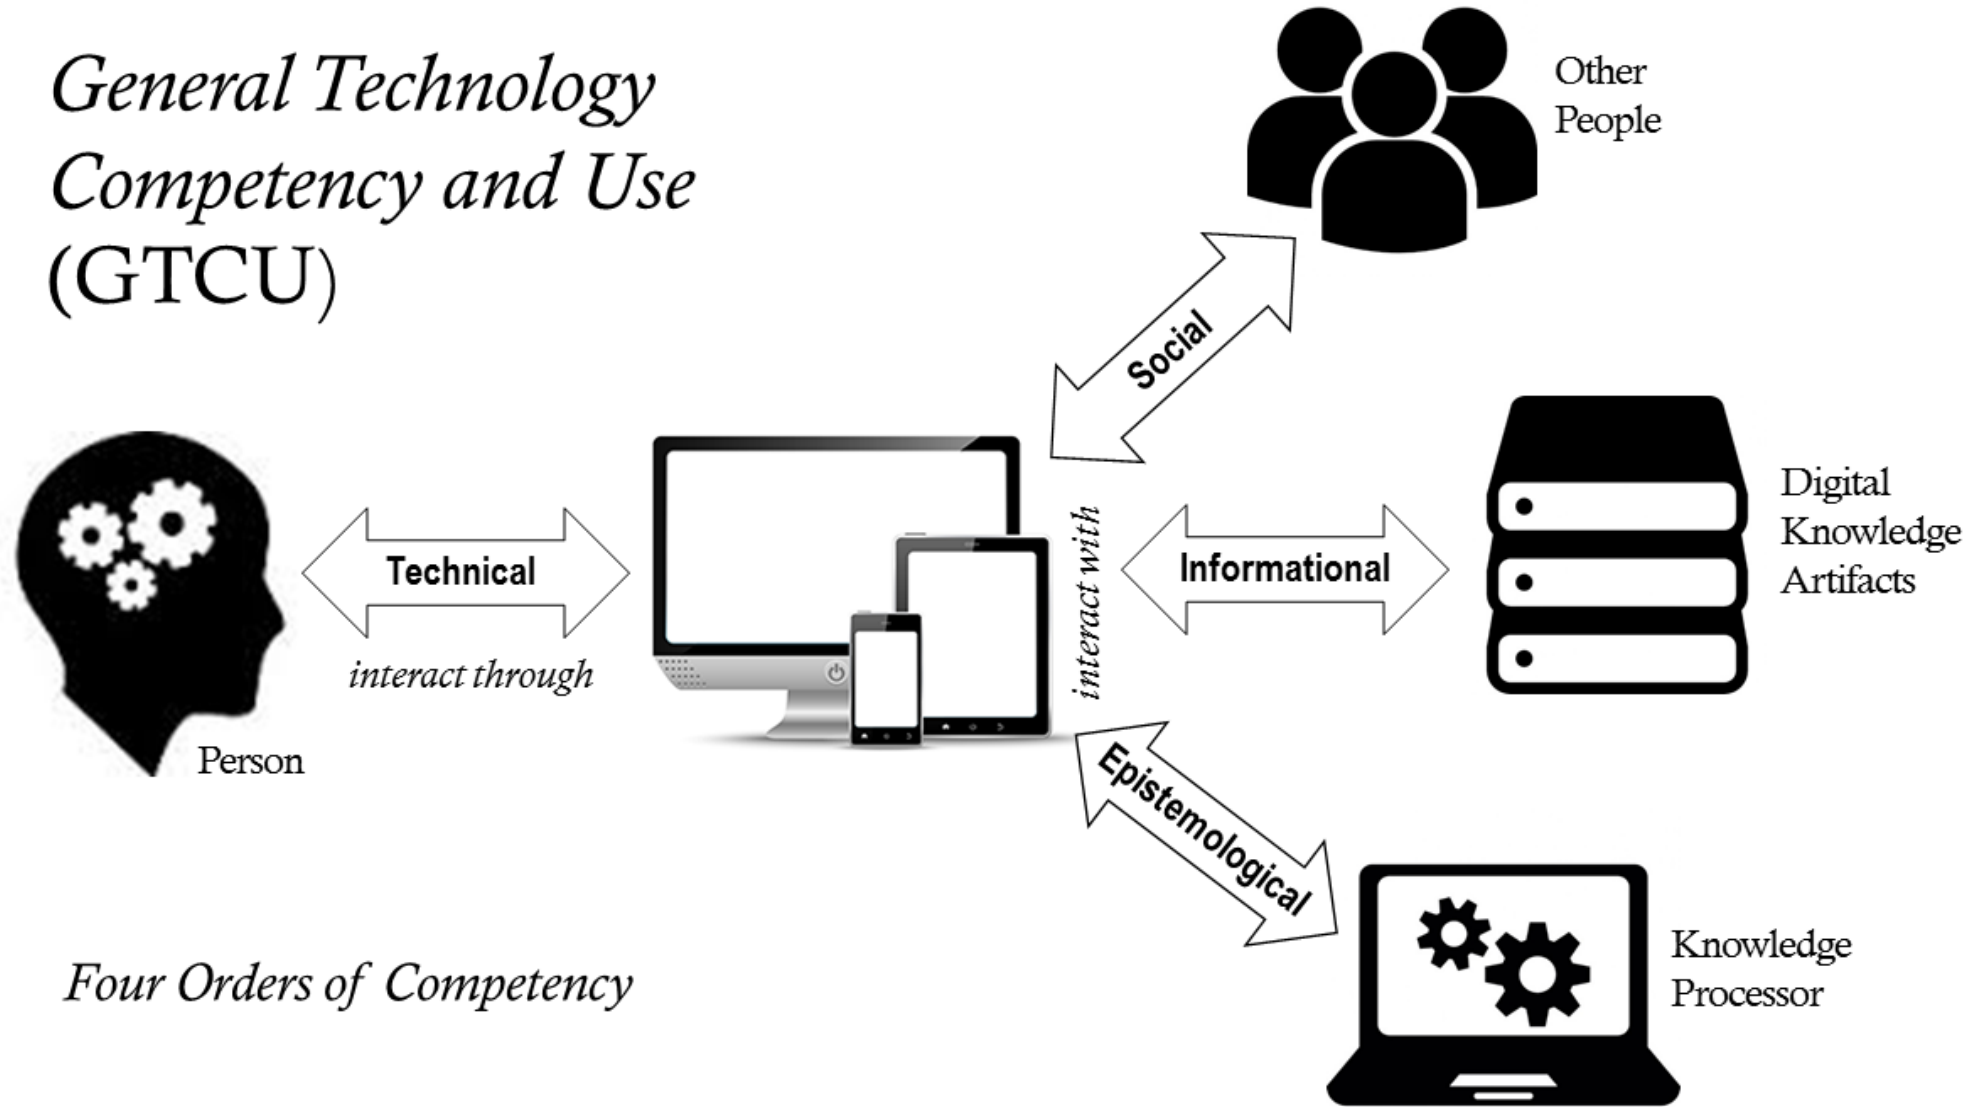 General Technology
Competency and Use
(GTCU)
Other
People
Social
Technical
interact through
Person
interact with
Informational
Digital
Knowledge
Artifacts
Epistemological
Knowledge
Processor
Four Orders of Competency